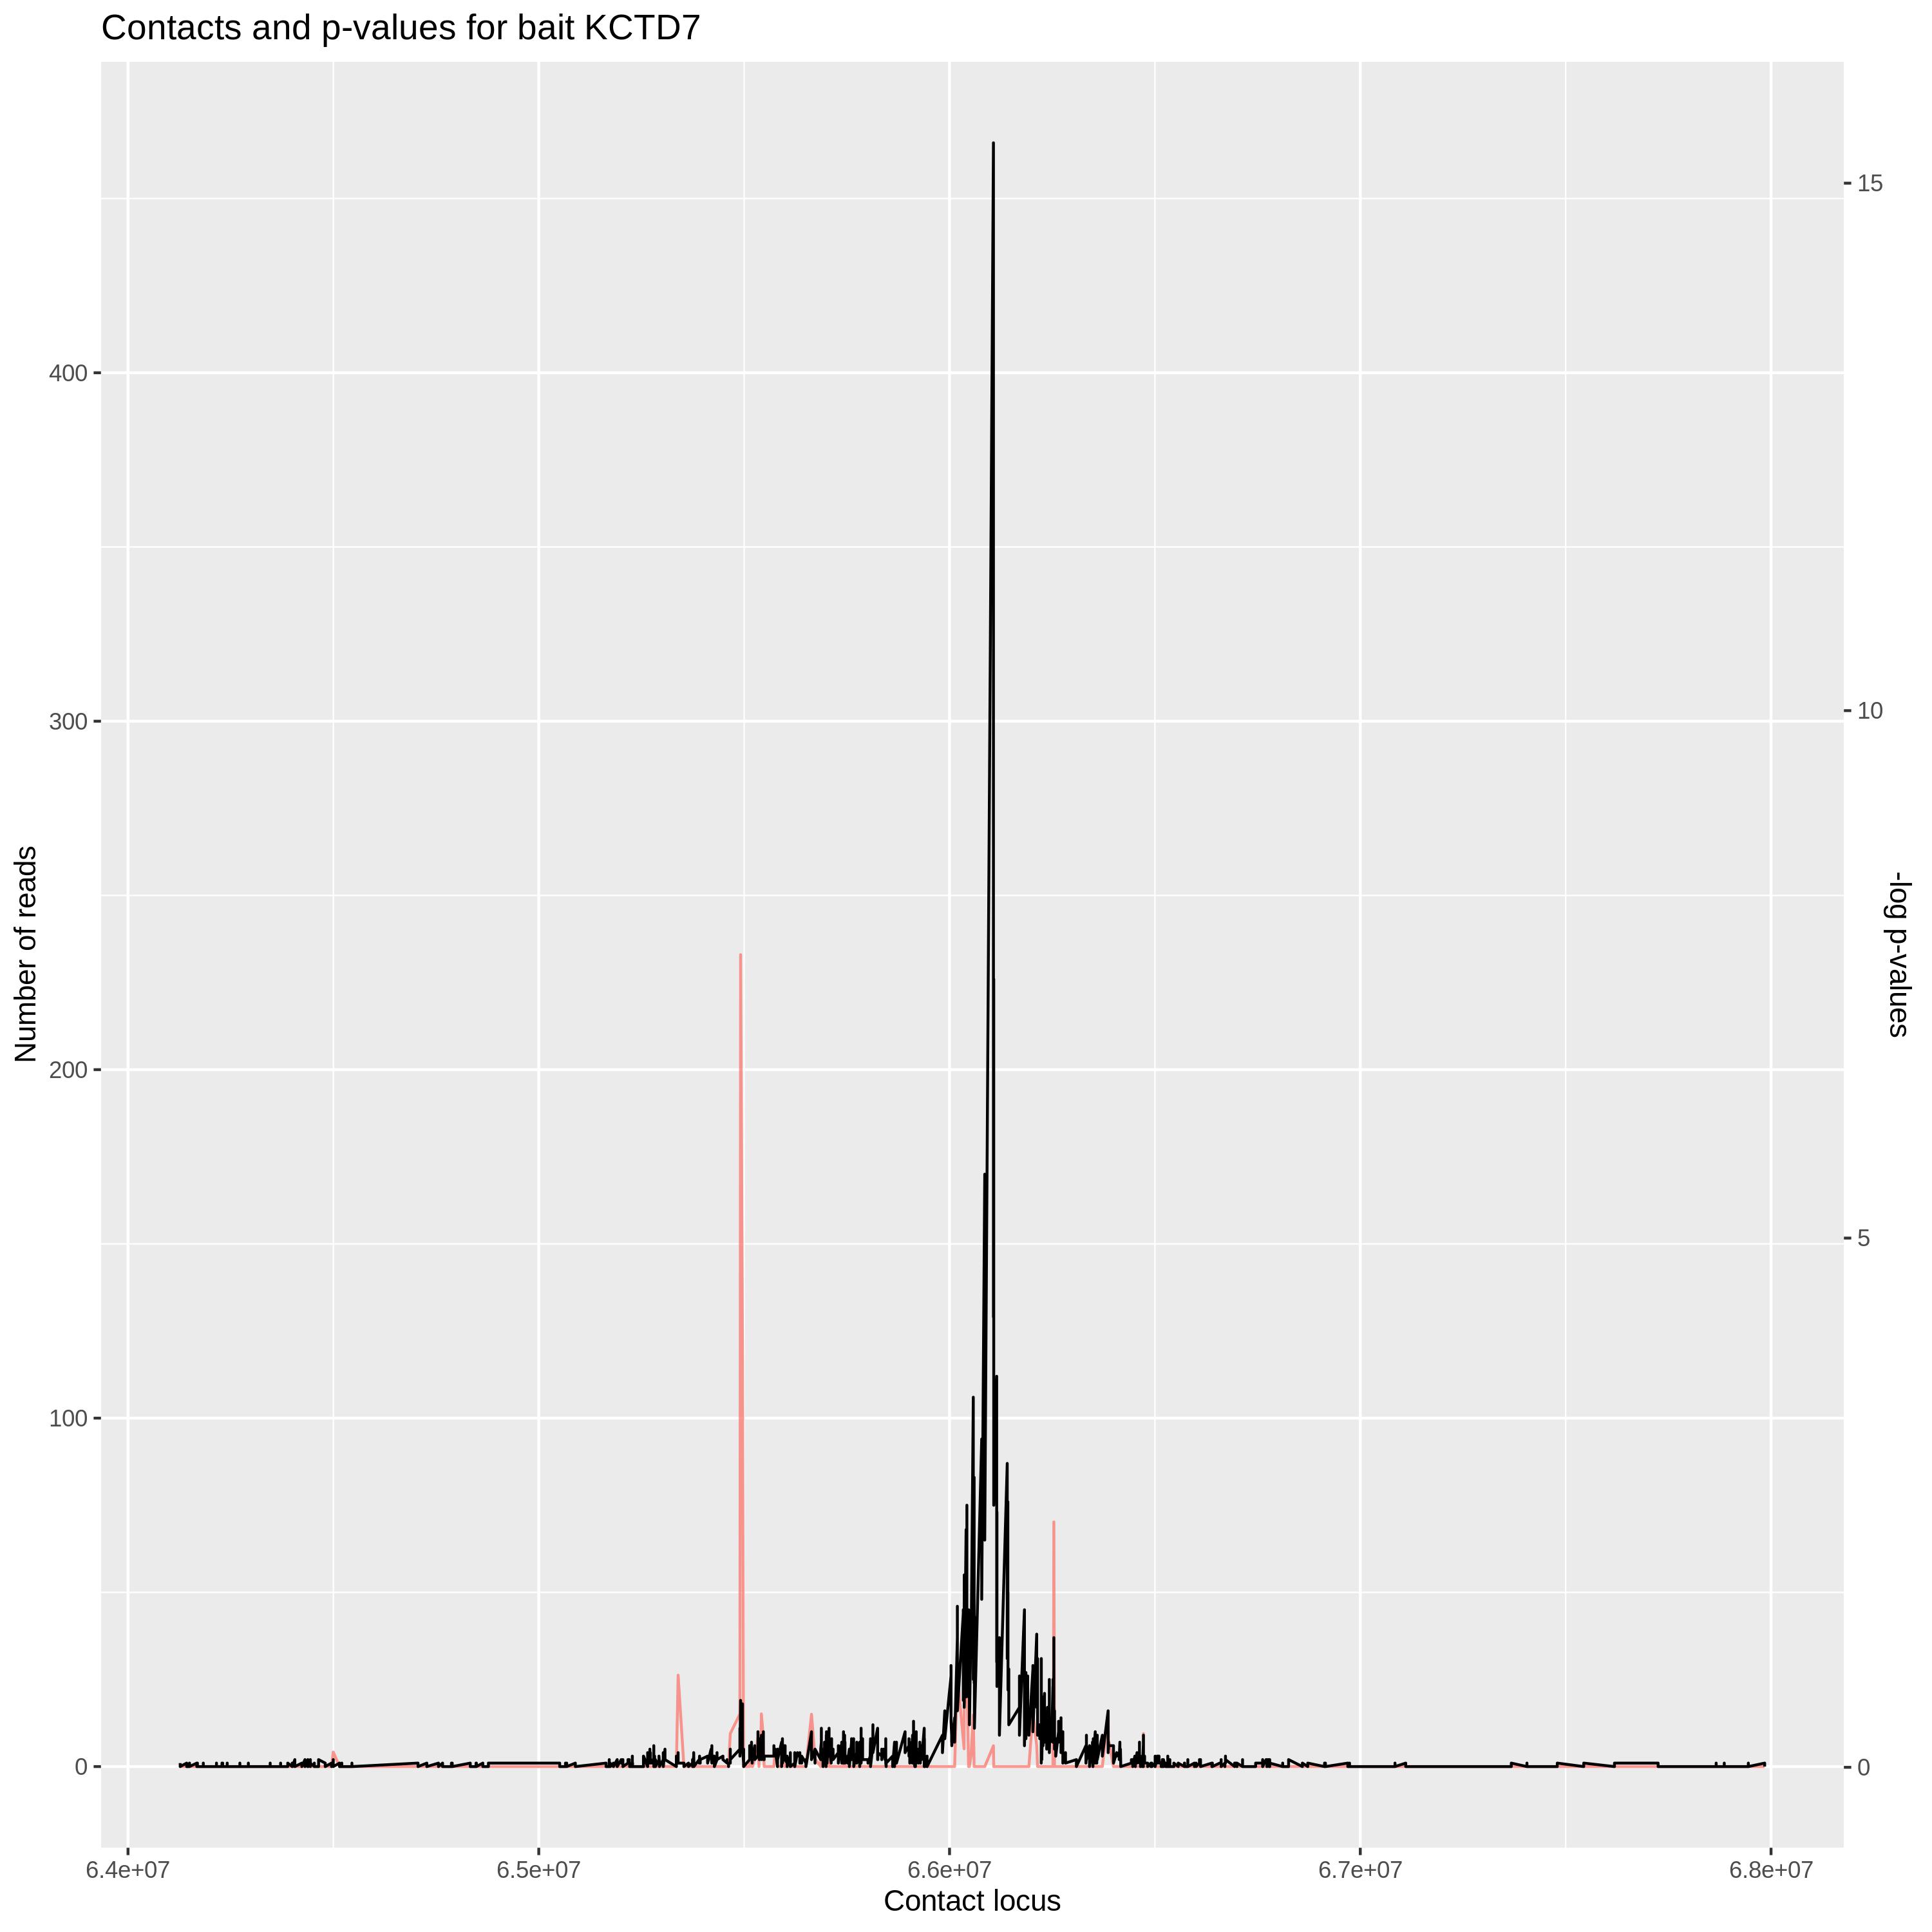 Contacts and p-values for bait KCTD7
Number of reads
400
300
200
100
0
15
10
5
0
-log p-values
6.4e+07 6.5e+07 6.6e+07 6.7e+07 6.8e+07
Contact locus